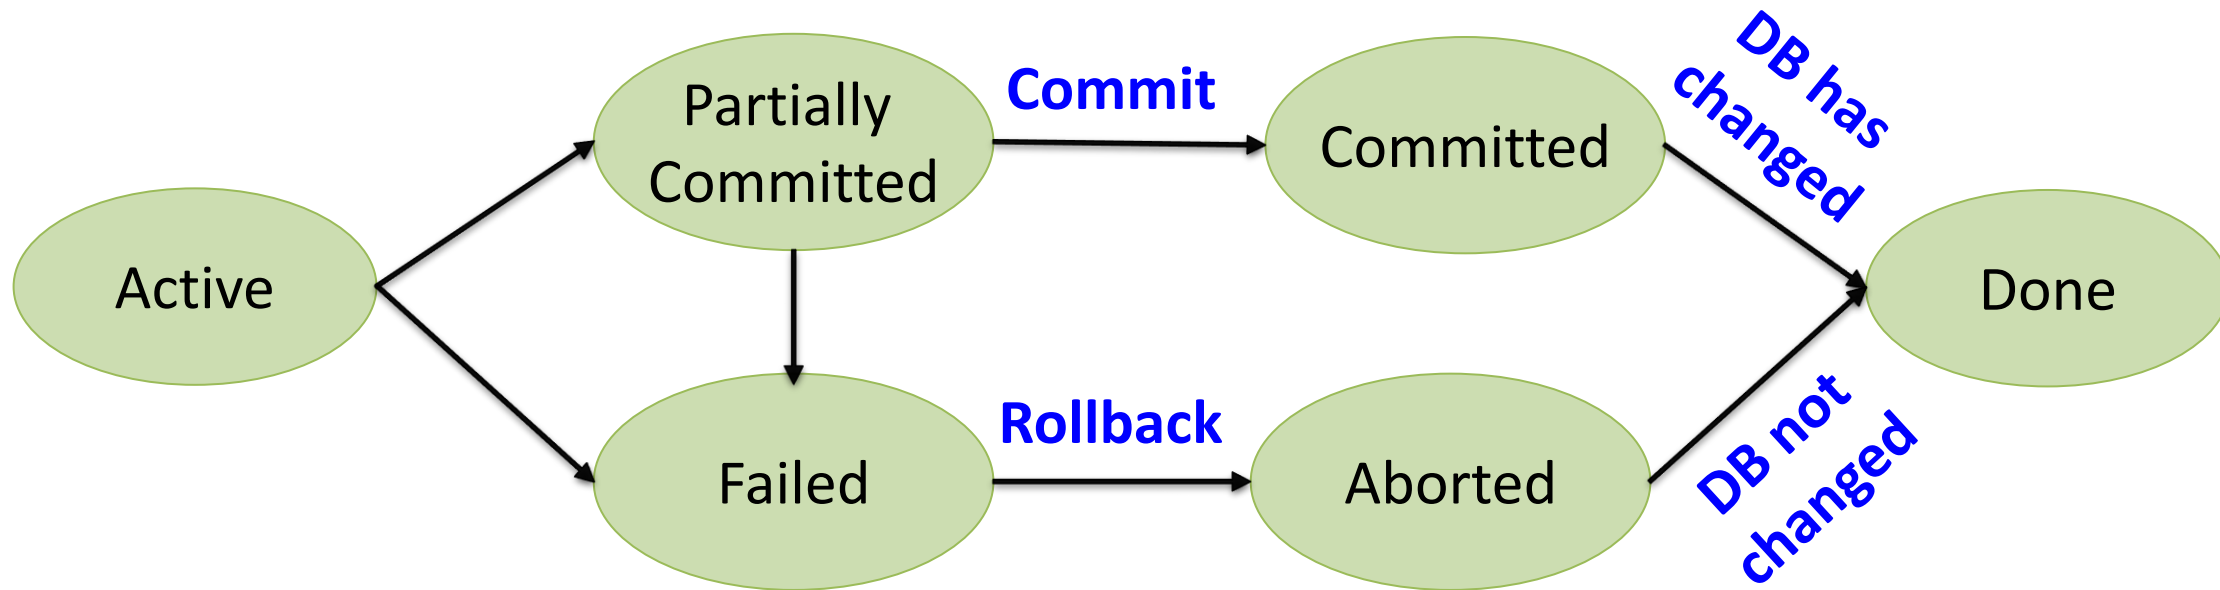 Active
Partially
Committed
Commit
Committed
DB has
changed
Failed
Rollback
Aborted
DB not
changed
Done